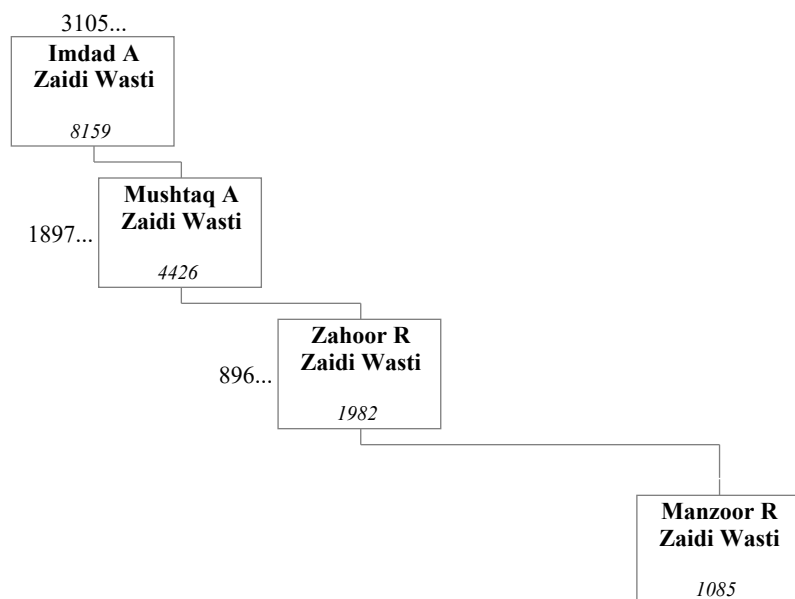 3105...
Imdad A
Zaidi Wasti
8159
Mushtaq A
Zaidi Wasti
1897...
4426
Zahoor R
Zaidi Wasti
896...
1982
Manzoor R
Zaidi Wasti
1085